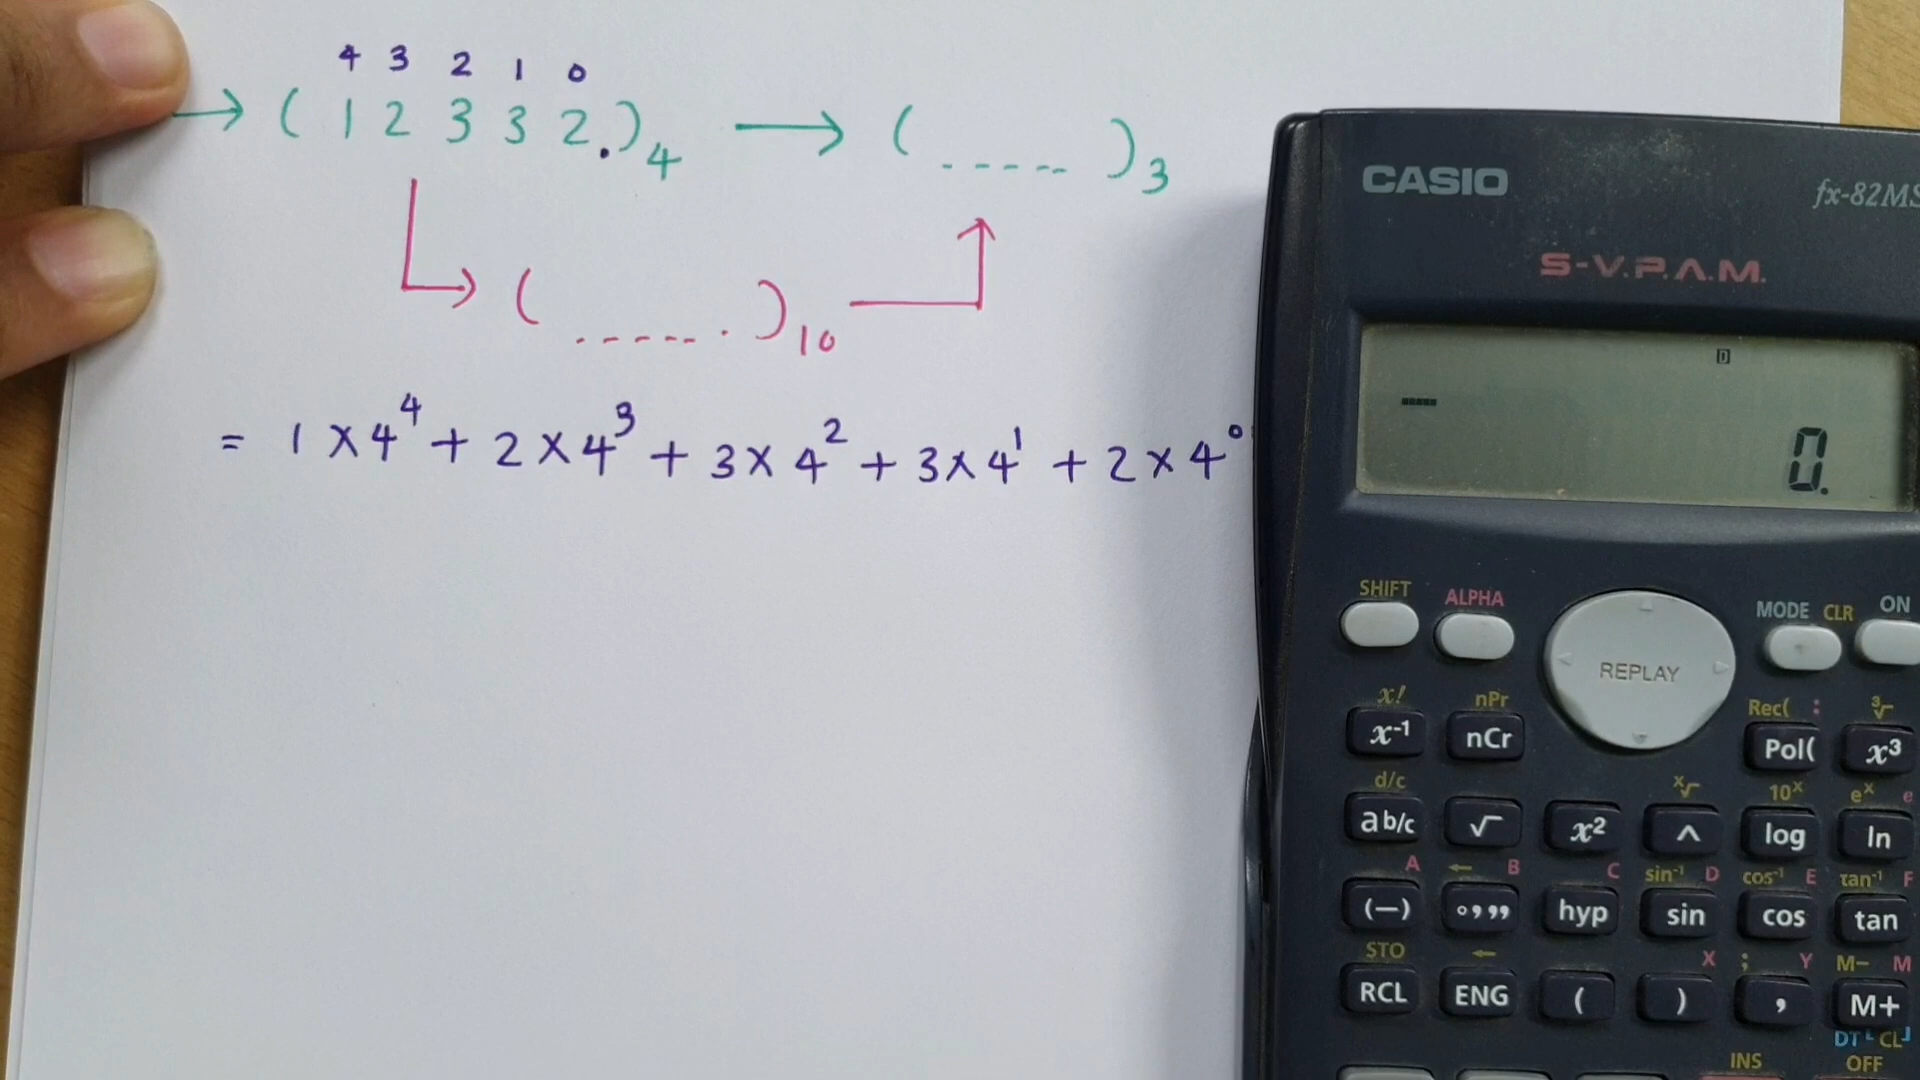 4 3 2 1 0
→ ( 1 2 3 3 2. )4 → ( ----- )3
( ------ . )10
= 1 × 4^4 + 2 × 4^3 + 3 × 4^2 + 3 × 4^1 + 2 × 4^0
CASIO fx-82MS
S-V.P.A.M.
D
0.
SHIFT ALPHA MODE CLR ON
REPLAY
x! nPr Rec( : ³√
x⁻¹ nCr Pol( x³
d/c ˣ√ 10ˣ eˣ e
ab/c √ x² ^ log ln
A ← B C sin⁻¹ D cos⁻¹ E tan⁻¹ F
(−) °,,, hyp sin cos tan
STO ← X ; Y M− M
RCL ENG ( ) , M+
DT CL
INS OFF